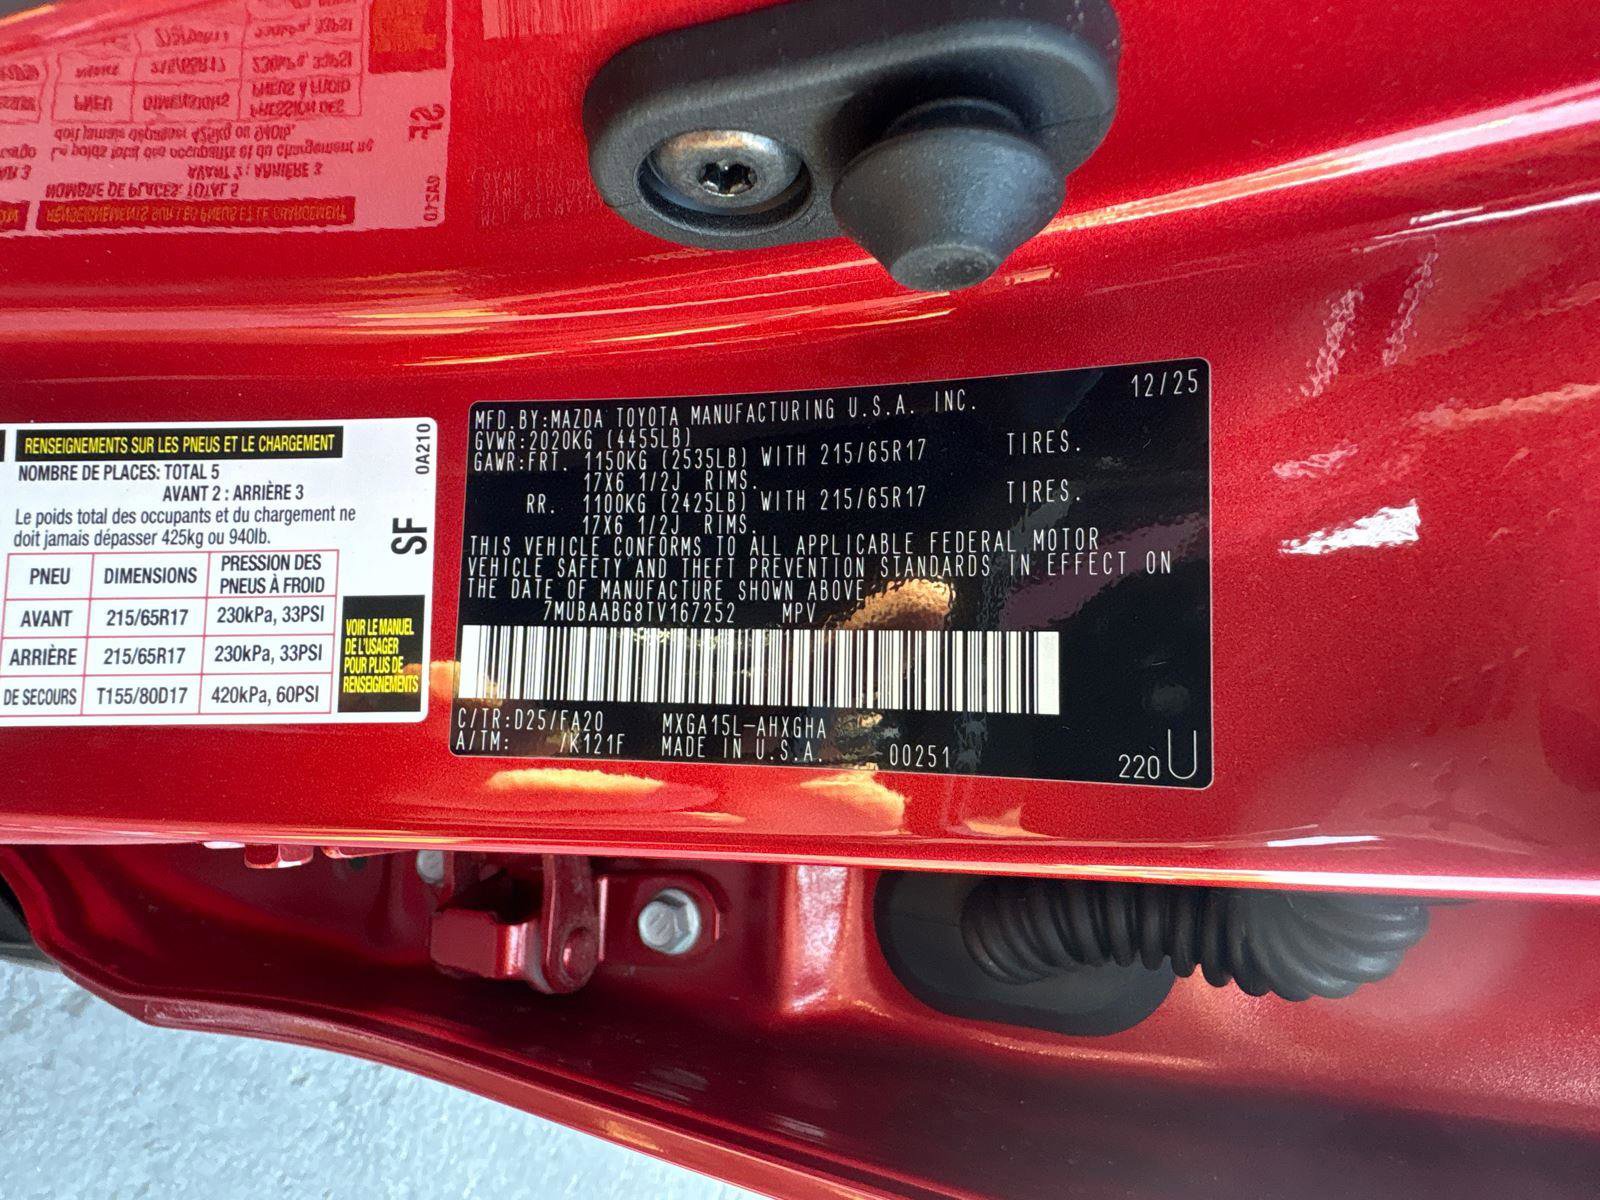 RENSEIGNEMENTS SUR LES PNEUS ET LE CHARGEMENT
NOMBRE DE PLACES: TOTAL 5
AVANT 2 : ARRIÈRE 3
Le poids total des occupants et du chargement ne
doit jamais dépasser 425kg ou 940lb.
PNEU DIMENSIONS PRESSION DES PNEUS À FROID
AVANT 215/65R17 230kPa, 33PSI
ARRIÈRE 215/65R17 230kPa, 33PSI
DE SECOURS T155/80D17 420kPa, 60PSI
VOIR LE MANUEL
DE L'USAGER
POUR PLUS DE
RENSEIGNEMENTS
0A210
SF
12/25
MFD.BY:MAZDA TOYOTA MANUFACTURING U.S.A. INC.
GVWR:2020KG (4455LB)
GAWR:FRT. 1150KG (2535LB) WITH 215/65R17 TIRES.
17X6 1/2J RIMS.
RR. 1100KG (2425LB) WITH 215/65R17 TIRES.
17X6 1/2J RIMS.
THIS VEHICLE CONFORMS TO ALL APPLICABLE FEDERAL MOTOR
VEHICLE SAFETY AND THEFT PREVENTION STANDARDS IN EFFECT ON
THE DATE OF MANUFACTURE SHOWN ABOVE.
7MUBAABG8TV167252 MPV
C/TR:D25/FA20 MXGA15L-AHXGHA
A/TM: /K121F MADE IN U.S.A. 00251
220 U